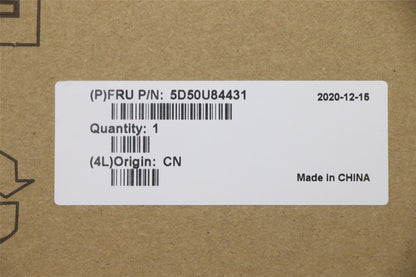 (P)FRU P/N: 5D50U84431
2020-12-15
Quantity: 1
(4L)Origin: CN
Made in CHINA